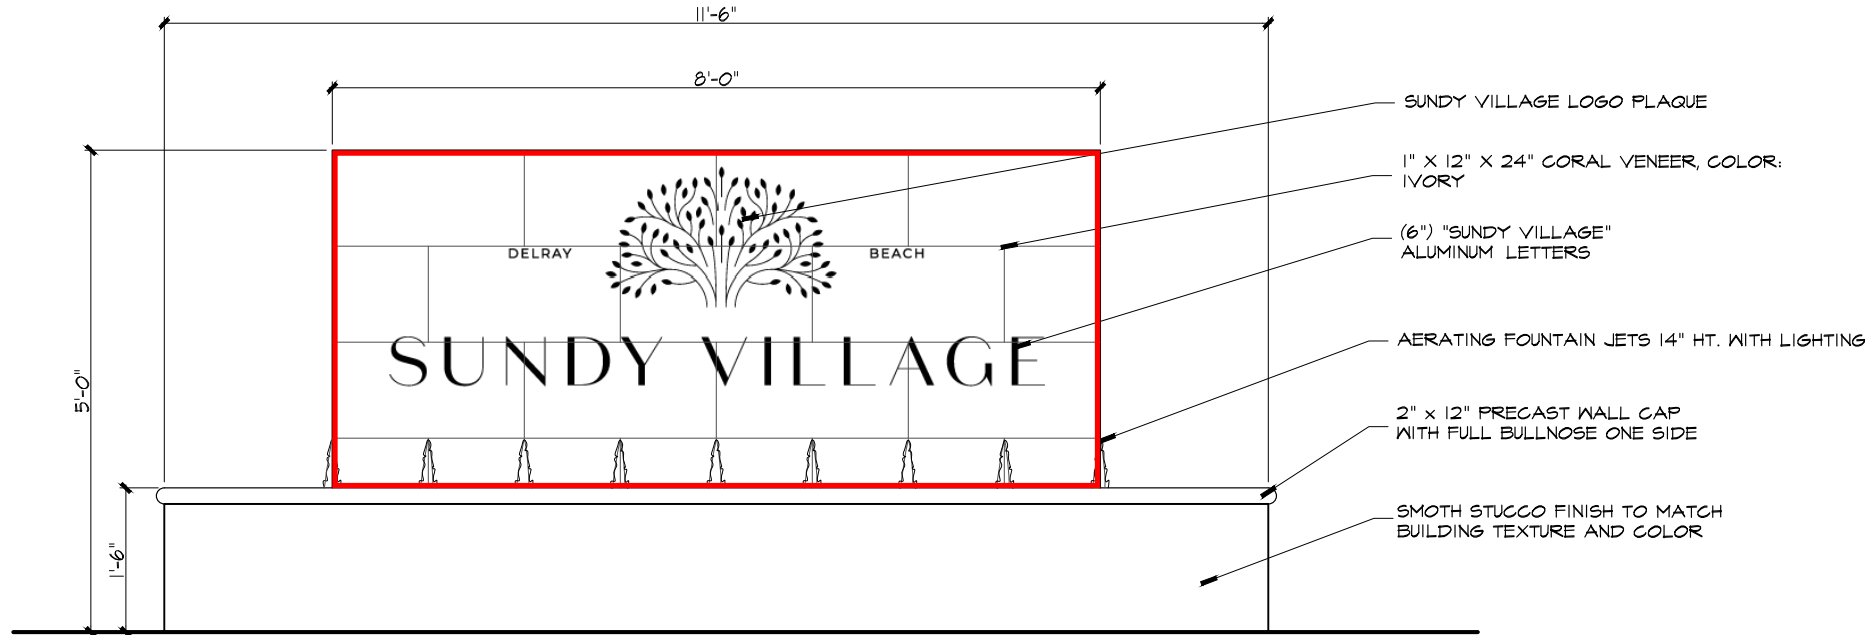 11'-6"
8'-0"
SUNDY VILLAGE LOGO PLAQUE
1" X 12" X 24" CORAL VENEER, COLOR:
IVORY
(6") "SUNDY VILLAGE"
ALUMINUM LETTERS
DELRAY BEACH
SUNDY VILLAGE
AERATING FOUNTAIN JETS 14" HT. WITH LIGHTING
5'-0"
2" x 12" PRECAST WALL CAP
WITH FULL BULLNOSE ONE SIDE
1'-6"
SMOTH STUCCO FINISH TO MATCH
BUILDING TEXTURE AND COLOR